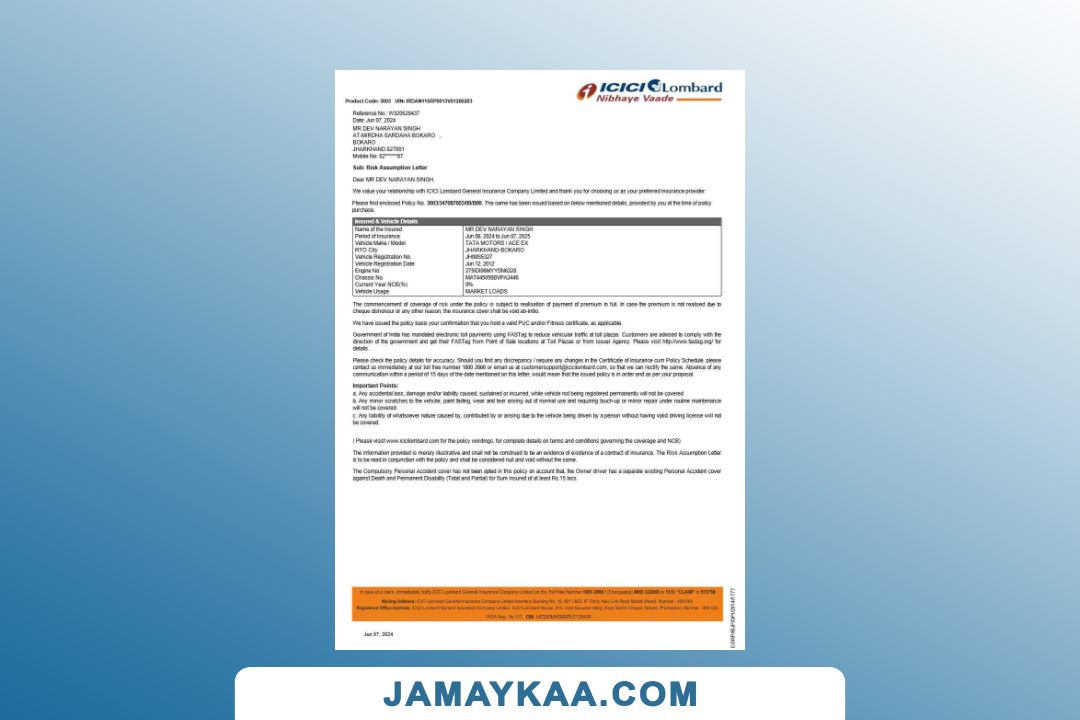 ICICI Lombard
Nibhaye Vaade
Product Code: 3003 UIN:
Reference No:
Date: Jun 07, 2024
MR DEV NARAYAN SINGH
AT-MIRDHA SARDAHA BOKARO ,
BOKARO
JHARKHAND-827001
Mobile No: 62******87
Sub: Risk Assumption Letter
Dear MR DEV NARAYAN SINGH,
We value your relationship with ICICI Lombard General Insurance Company Limited and thank you for choosing us as your preferred insurance provider.
Please find enclosed Policy No. The same has been issued based on below mentioned details, provided by you at the time of policy
purchase.
Insured & Vehicle Details
Name of the Insured MR DEV NARAYAN SINGH
Period of Insurance Jun 08, 2024 to Jun 07, 2025
Vehicle Make / Model TATA MOTORS / ACE EX
RTO City JHARKHAND-BOKARO
Vehicle Registration No.
Vehicle Registration Date Jun 12, 2012
Engine No.
Chassis No.
Current Year NCB(%) 0%
Vehicle Usage MARKET LOADS
The commencement of coverage of risk under the policy is subject to realisation of payment of premium in full. In case the premium is not realised due to
cheque dishonour or any other reason, the insurance cover shall be void ab-initio.
We have issued the policy basis your confirmation that you hold a valid PUC and/or Fitness certificate, as applicable.
Government of India has mandated electronic toll payments using FASTag to reduce vehicular traffic at toll plazas. Customers are advised to comply with the
direction of the government and get their FASTag from Point of Sale locations at Toll Plazas or from Issuer Agency. Please visit http://www.fastag.org/ for
details.
Please check the policy details for accuracy. Should you find any discrepancy / require any changes in the Certificate of Insurance cum Policy Schedule, please
contact us immediately at our toll free number 1800 2666 or email us at customersupport@icicilombard.com, so that we can rectify the same. Absence of any
communication within a period of 15 days of the date mentioned on this letter, would mean that the issued policy is in order and as per your proposal.
Important Points:
a. Any accidental loss, damage and/or liability caused, sustained or incurred, while vehicle not being registered permanently will not be covered.
b. Any minor scratches to the vehicle, paint fading, wear and tear arising out of normal use and requiring touch-up or minor repair under routine maintenance
will not be covered.
c. Any liability of whatsoever nature caused by, contributed by or arising due to the vehicle being driven by a person without having valid driving license will not
be covered.
( Please visit www.icicilombard.com for the policy wordings, for complete details on terms and conditions governing the coverage and NCB)
The information provided is merely illustrative and shall not be construed to be an evidence of existence of a contract of insurance. The Risk Assumption Letter
is to be read in conjunction with the policy and shall be considered null and void without the same.
The Compulsory Personal Accident cover has not been opted in this policy on account that, the Owner driver has a separate existing Personal Accident cover
against Death and Permanent Disability (Total and Partial) for Sum Insured of at least Rs.15 lacs.
In case of a claim, immediately notify ICICI Lombard General Insurance Company Limited on the Toll Free Number 1800 2666 / (Chargeable) or SMS "CLAIM" to 575758
Mailing Address: ICICI Lombard General Insurance Company Limited
Registered Office Address: ICICI Lombard General Insurance Company Limited, ICICI Lombard House
Jun 07, 2024
JAMAYKAA.COM